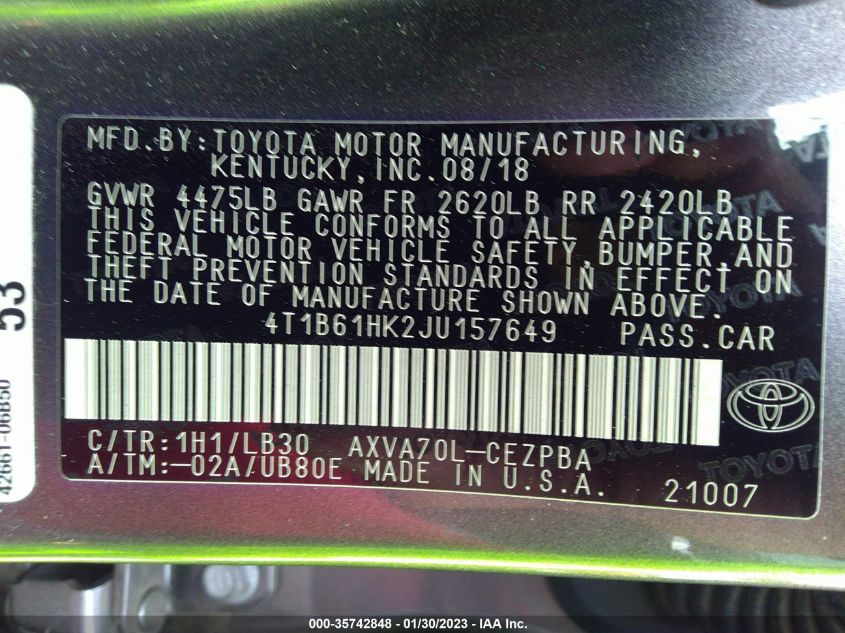 MFD.BY:TOYOTA MOTOR MANUFACTURING,
KENTUCKY,INC.08/18
GVWR 4475LB GAWR FR 2620LB RR 2420LB
THIS VEHICLE CONFORMS TO ALL APPLICABLE
FEDERAL MOTOR VEHICLE SAFETY,BUMPER,AND
THEFT PREVENTION STANDARDS IN EFFECT ON
THE DATE OF MANUFACTURE SHOWN ABOVE.
4T1B61HK2JU157649 PASS.CAR
C/TR:1H1/LB30 AXVA70L-CEZPBA
A/TM:-02A/UB80E MADE IN U.S.A. 21007
53
42661-06B50
TOYOTA
000-35742848 - 01/30/2023 - IAA Inc.